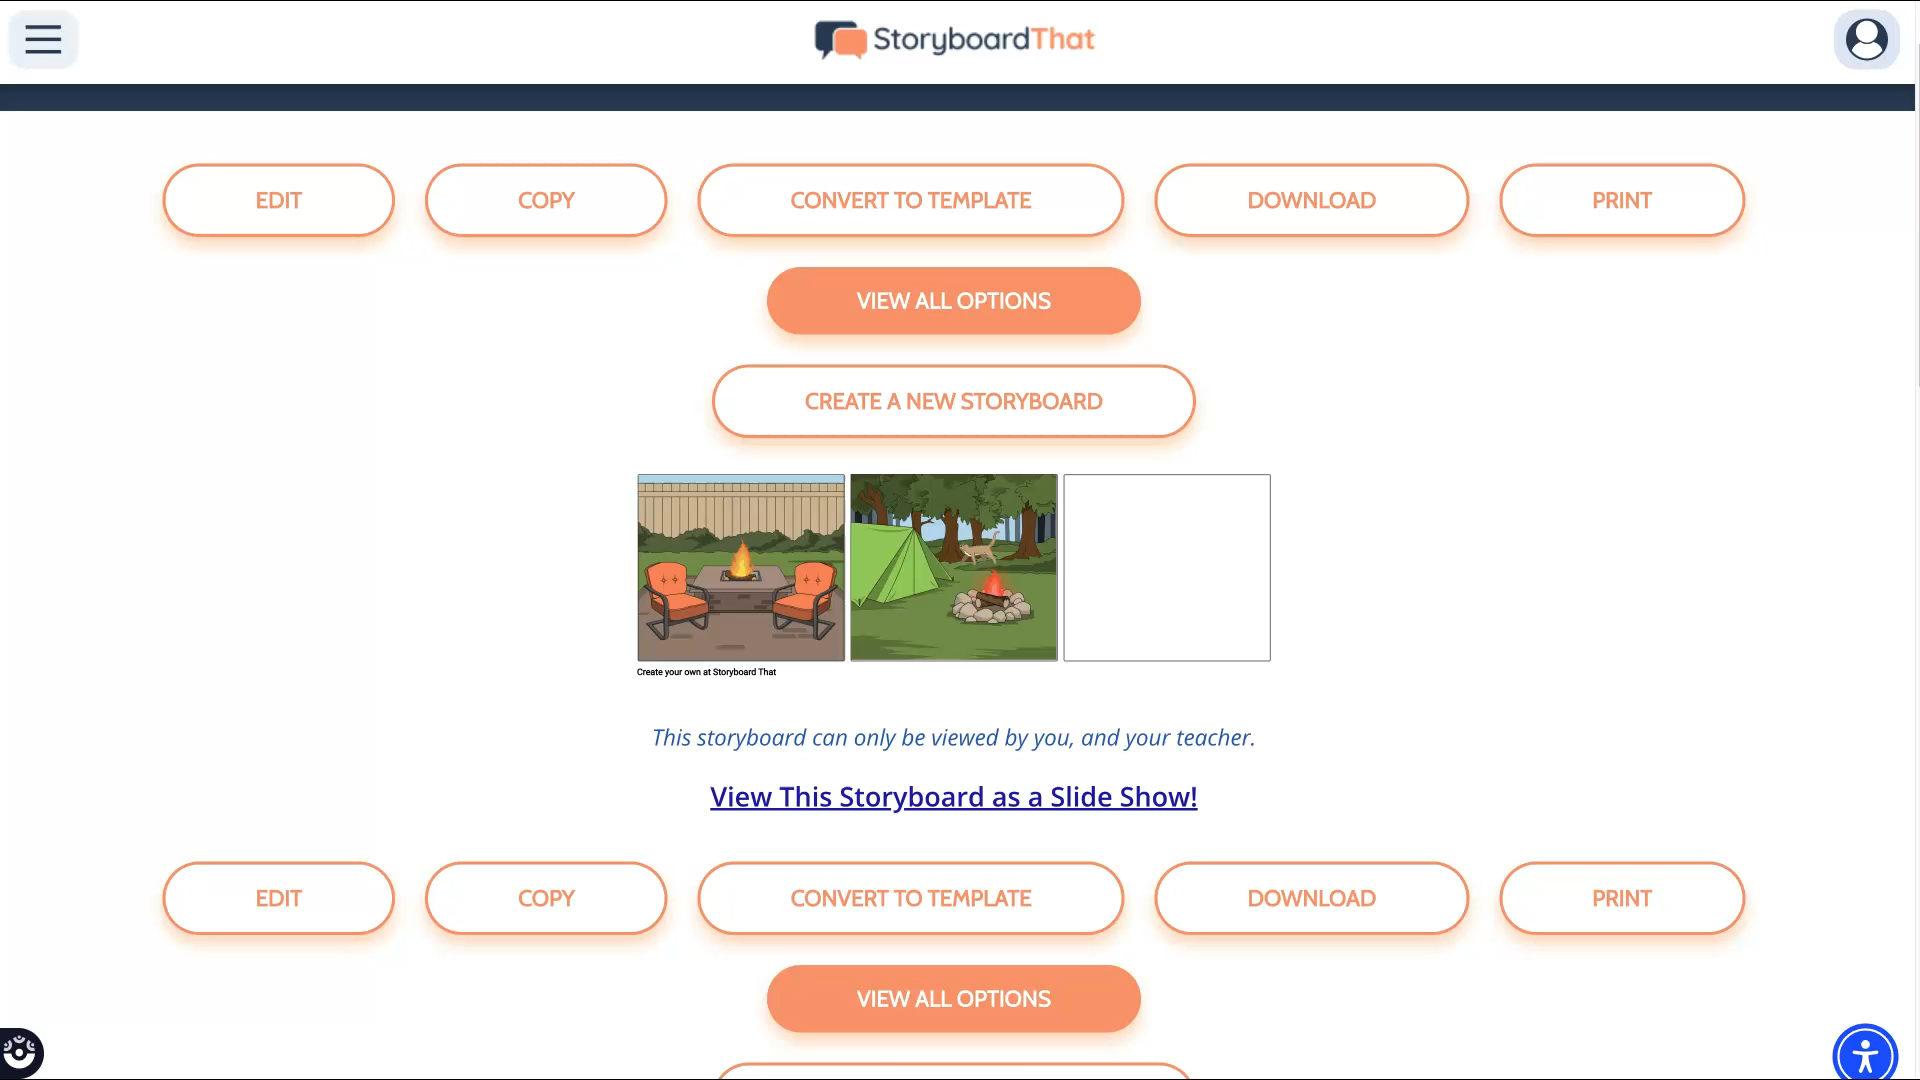 StoryboardThat
EDIT
COPY
CONVERT TO TEMPLATE
DOWNLOAD
PRINT
VIEW ALL OPTIONS
CREATE A NEW STORYBOARD
Create your own at Storyboard That
This storyboard can only be viewed by you, and your teacher.
View This Storyboard as a Slide Show!
EDIT
COPY
CONVERT TO TEMPLATE
DOWNLOAD
PRINT
VIEW ALL OPTIONS